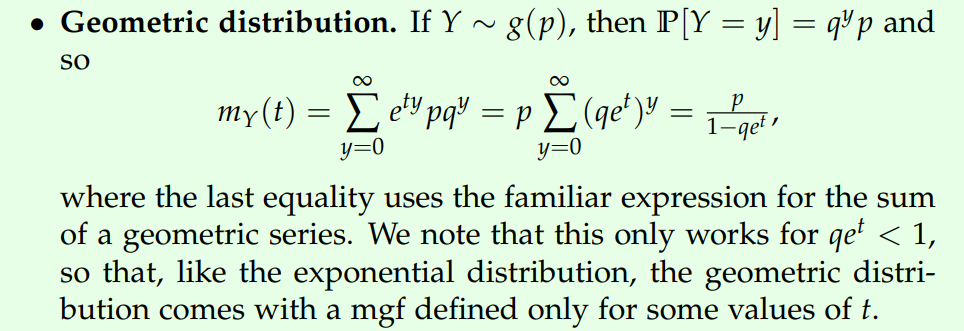 • Geometric distribution. If Y ∼ g(p), then ℙ[Y = y] = q^y p and
so
m_Y(t) = ∑_{y=0}^{∞} e^{ty} p q^y = p ∑_{y=0}^{∞} (qe^t)^y = \frac{p}{1−qe^t},
where the last equality uses the familiar expression for the sum
of a geometric series. We note that this only works for qe^t < 1,
so that, like the exponential distribution, the geometric distri-
bution comes with a mgf defined only for some values of t.